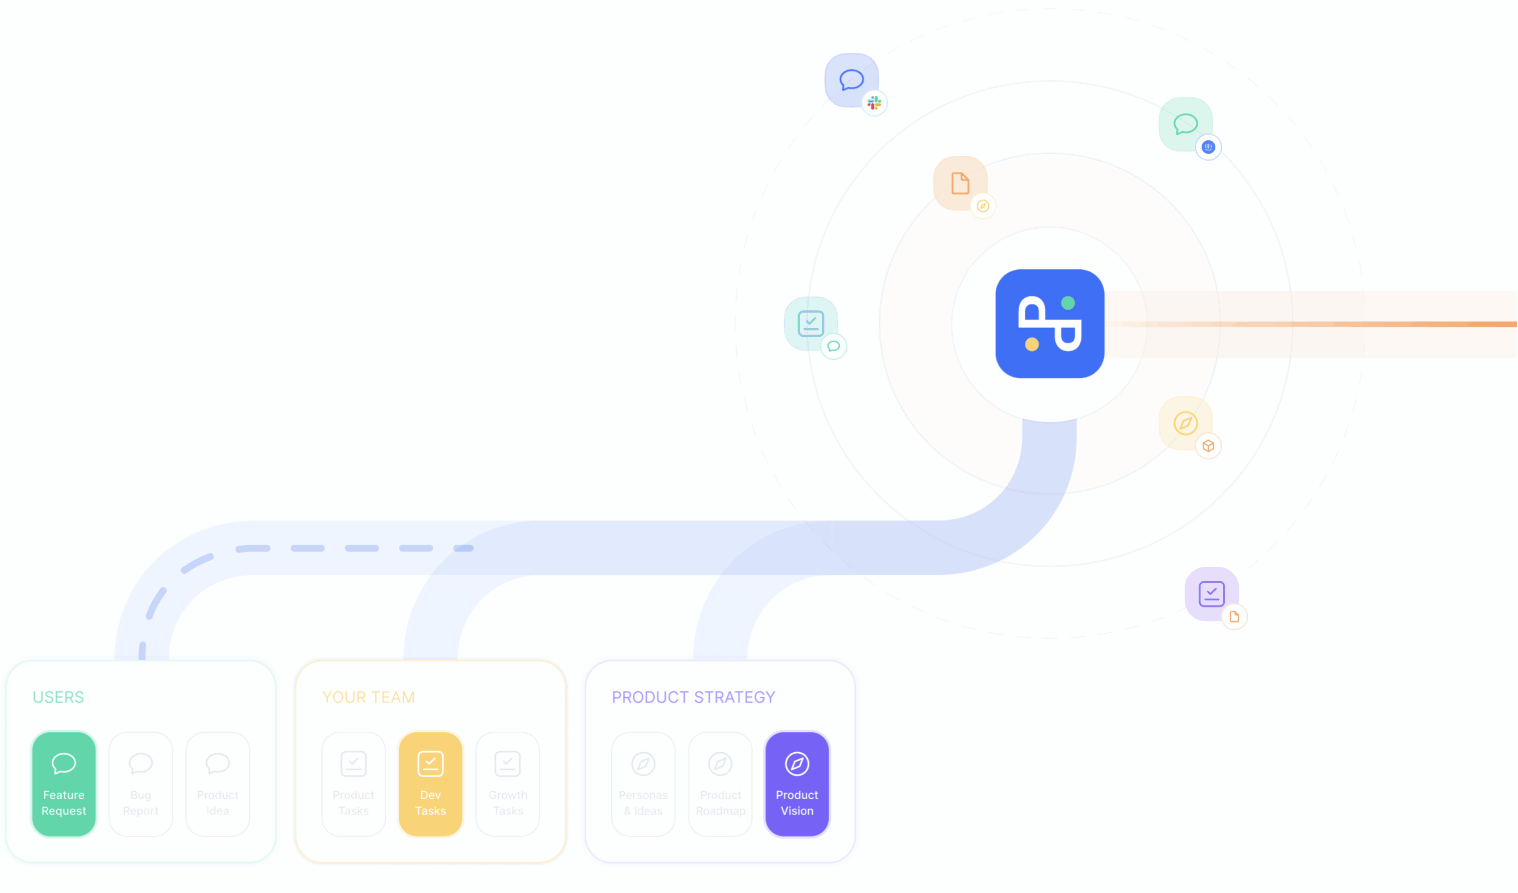 USERS
YOUR TEAM
PRODUCT STRATEGY
Feature
Request
Bug
Report
Product
Idea
Product
Tasks
Dev
Tasks
Growth
Tasks
Personas
& Ideas
Product
Roadmap
Product
Vision